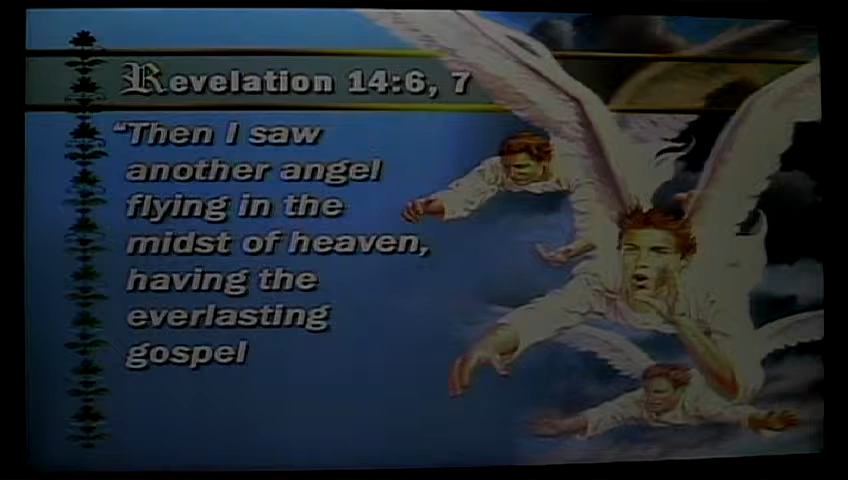 Revelation 14:6, 7
“Then I saw
another angel
flying in the
midst of heaven,
having the
everlasting
gospel